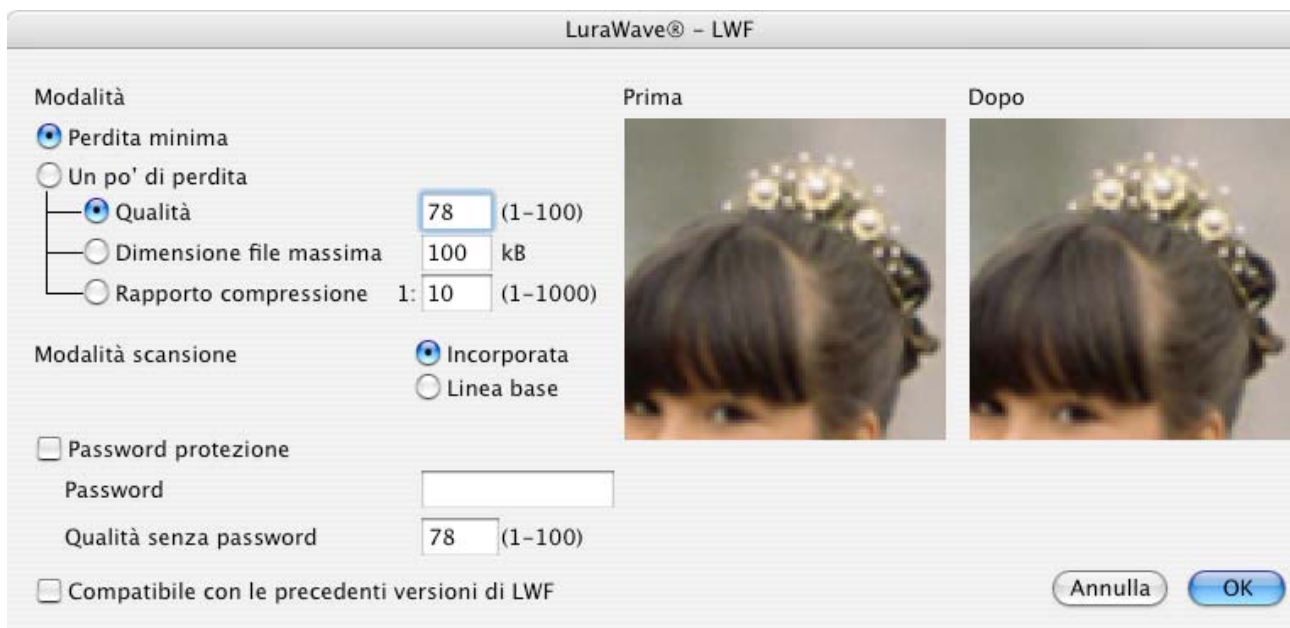 LuraWave® – LWF
Modalità
Perdita minima
Un po' di perdita
Qualità 78 (1–100)
Dimensione file massima 100 kB
Rapporto compressione 1: 10 (1–1000)
Modalità scansione Incorporata
Linea base
Password protezione
Password
Qualità senza password 78 (1–100)
Compatibile con le precedenti versioni di LWF
Prima
Dopo
Annulla
OK